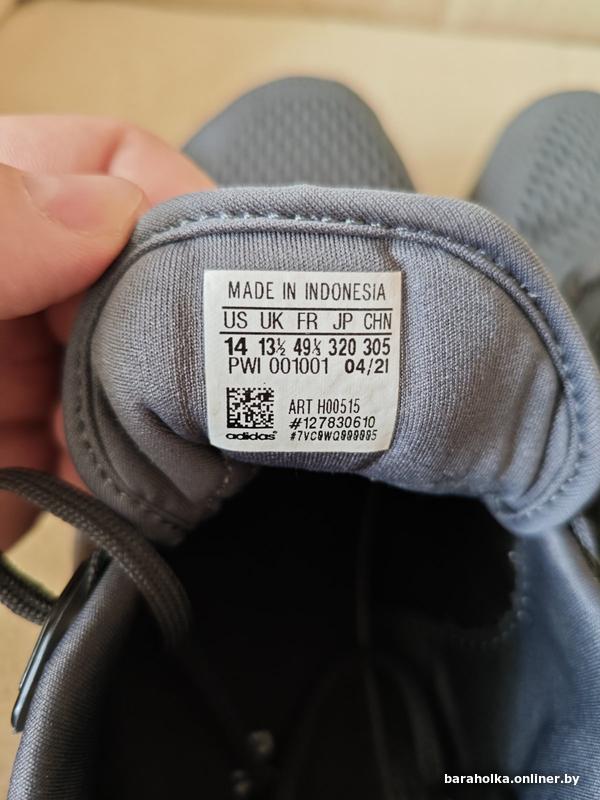 MADE IN INDONESIA
US UK FR JP CHN
14 13½ 49⅓ 320 305
PWI 001001 04/21
ART H00515
#127830610
adidas #7VC0WQ000005
baraholka.onliner.by